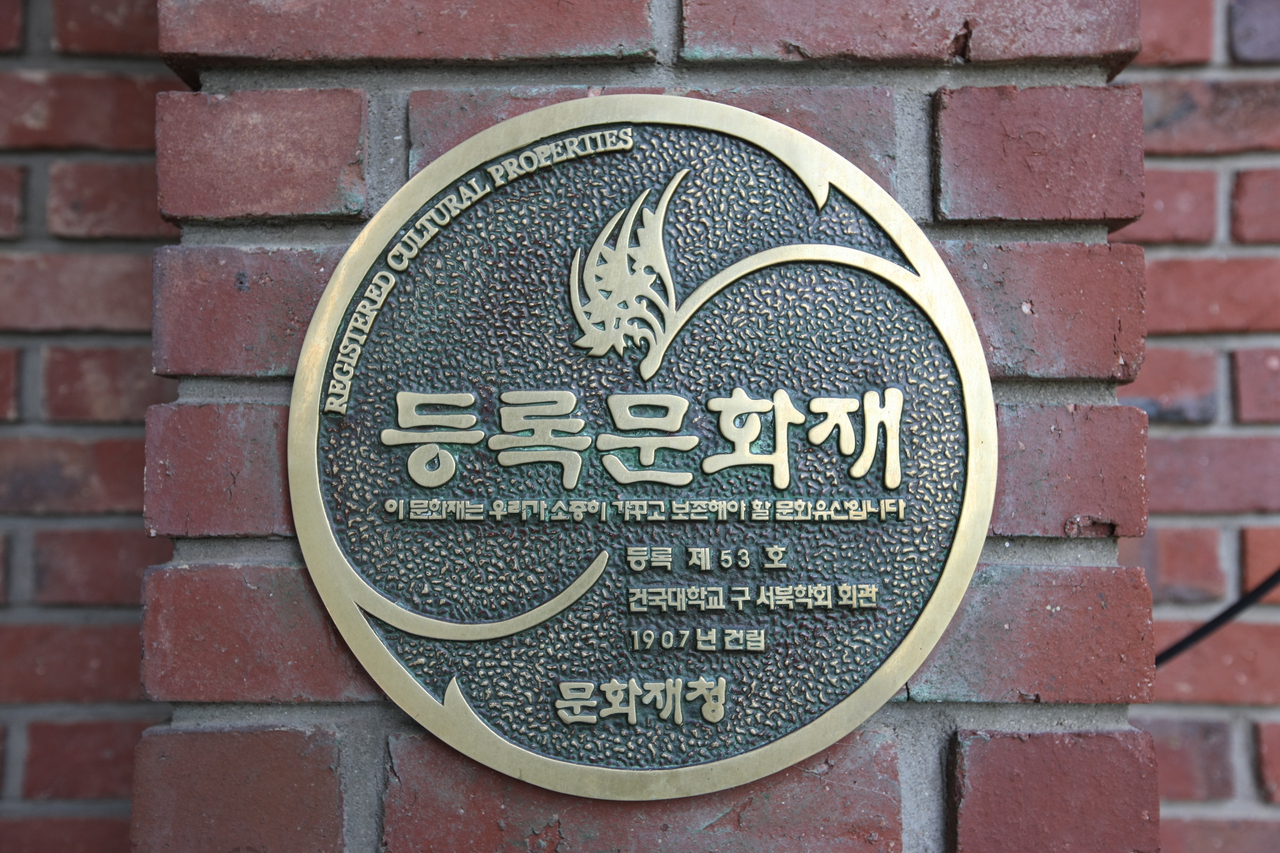 REGISTERED CULTURAL PROPERTIES
등록문화재
이 문화재는 우리가 소중히 가꾸고 보존해야 할 문화유산입니다
등록 제 53 호
건국대학교 구 서북학회 회관
1907년 건립
문화재청